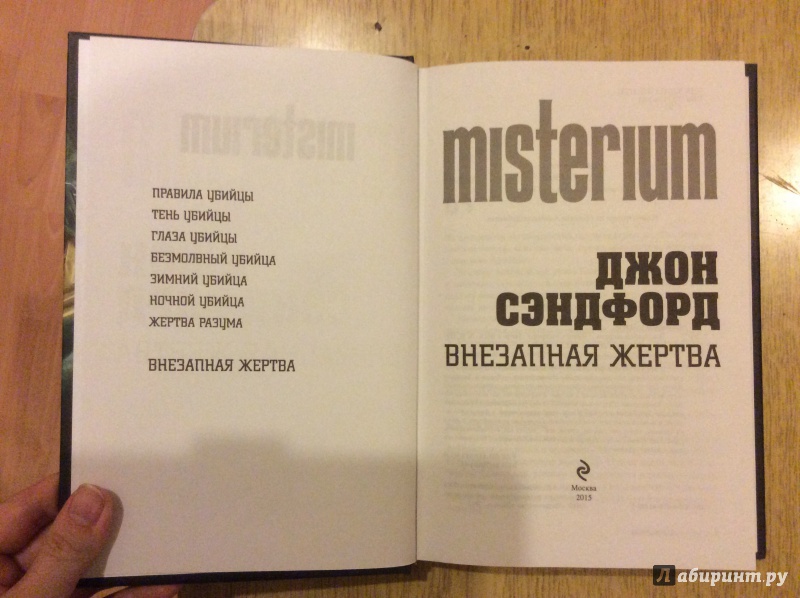 ПРАВИЛА УБИЙЦЫ
ТЕНЬ УБИЙЦЫ
ГЛАЗА УБИЙЦЫ
БЕЗМОЛВНЫЙ УБИЙЦА
ЗИМНИЙ УБИЙЦА
НОЧНОЙ УБИЙЦА
ЖЕРТВА РАЗУМА
ВНЕЗАПНАЯ ЖЕРТВА
misterium
ДЖОН
СЭНДФОРД
ВНЕЗАПНАЯ ЖЕРТВА
Москва
2015
Лабиринт.ру